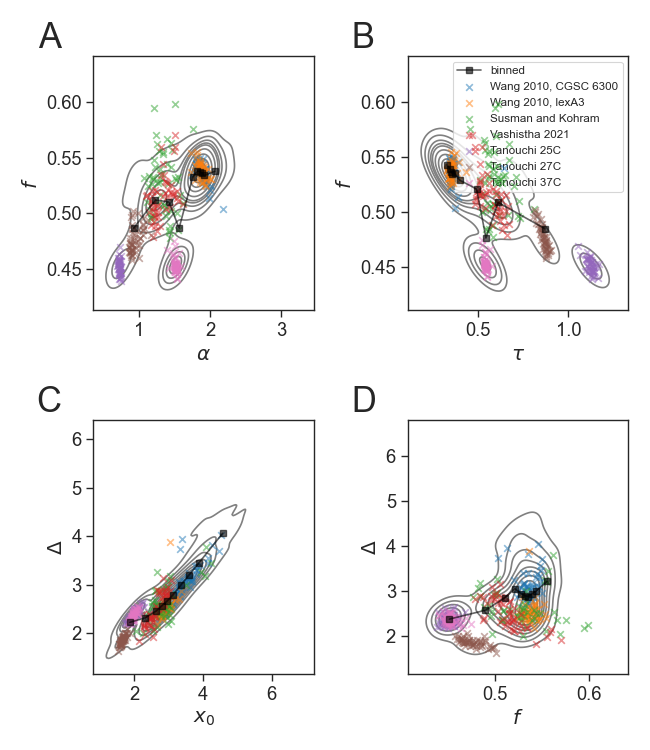 A
B
0.60
0.55
0.50
0.45
f
1
2
3
α
0.60
0.55
0.50
0.45
f
binned
Wang 2010, CGSC 6300
Wang 2010, lexA3
Susman and Kohram
Vashistha 2021
Tanouchi 25C
Tanouchi 27C
Tanouchi 37C
0.5
1.0
τ
C
D
6
5
4
3
2
Δ
2
4
6
x₀
6
5
4
3
2
Δ
0.5
0.6
f